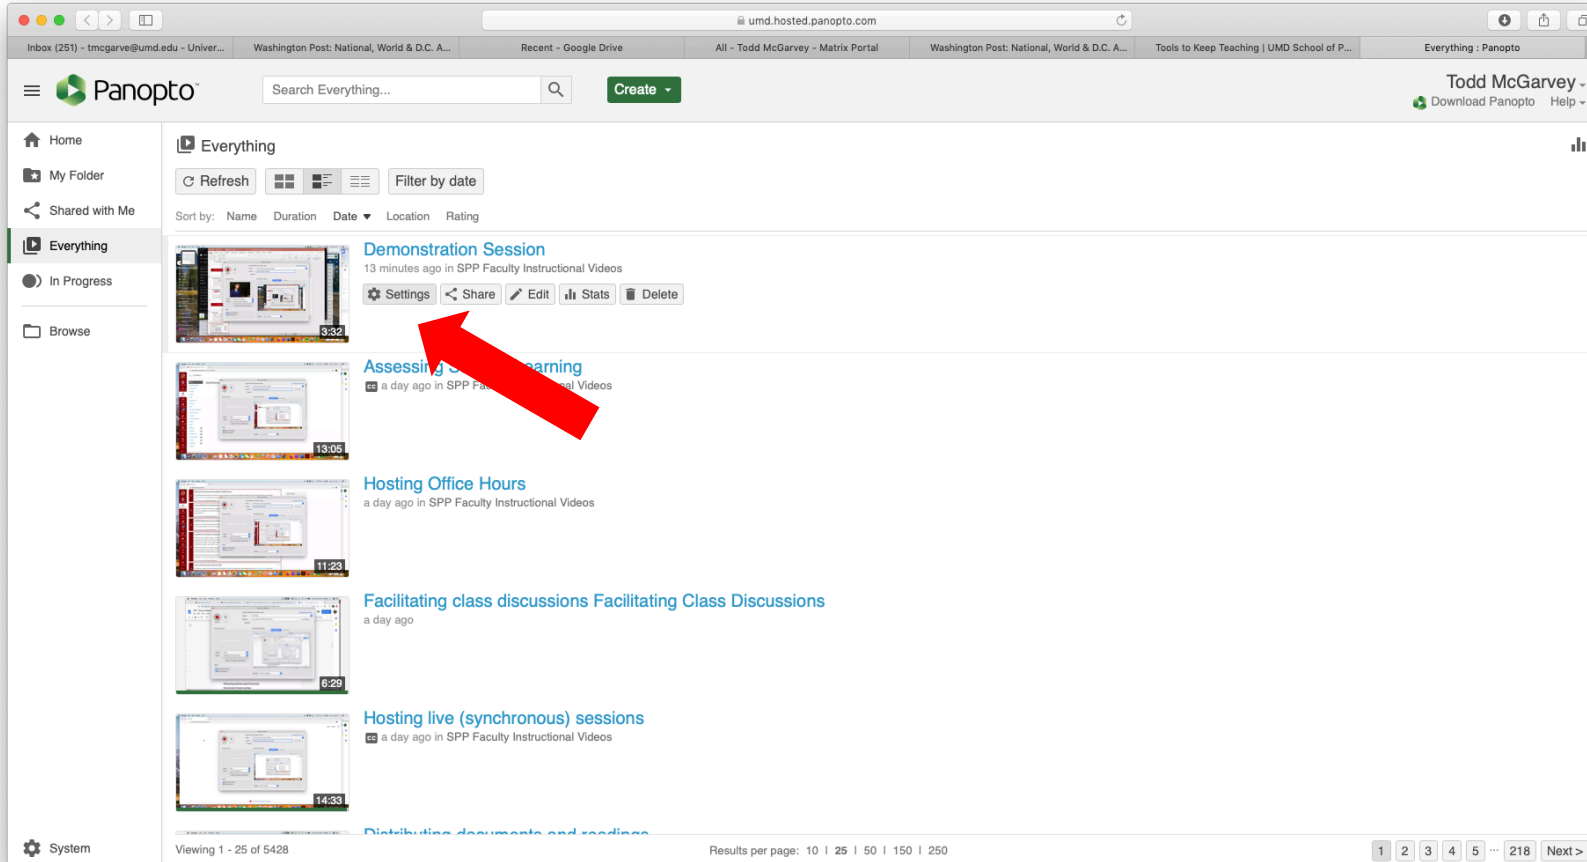 umd.hosted.panopto.com
Inbox (251) - tmcgarve@umd.edu - Univer...
Washington Post: National, World & D.C. A...
Recent - Google Drive
All - Todd McGarvey - Matrix Portal
Washington Post: National, World & D.C. A...
Tools to Keep Teaching | UMD School of P...
Everything : Panopto
Panopto
Search Everything...
Create
Todd McGarvey
Download Panopto Help
Home
My Folder
Shared with Me
Everything
In Progress
Browse
System
Everything
Refresh
Filter by date
Sort by: Name Duration Date Location Rating
Demonstration Session
13 minutes ago in SPP Faculty Instructional Videos
Settings Share Edit Stats Delete
3:32
Assessing
cc a day ago in SPP Videos
13:05
Hosting Office Hours
a day ago in SPP Faculty Instructional Videos
11:23
Facilitating class discussions Facilitating Class Discussions
a day ago
6:29
Hosting live (synchronous) sessions
cc a day ago in SPP Faculty Instructional Videos
14:33
Distributing documents and readings
Viewing 1 - 25 of 5428
Results per page: 10 | 25 | 50 | 150 | 250
1 2 3 4 5 ... 218 Next >